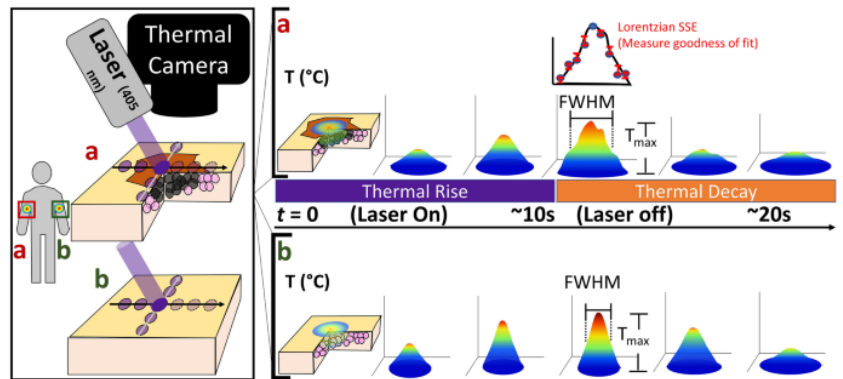 Laser (405
nm)
Thermal
Camera
a
a
b
b
a
T (°C)
Lorentzian SSE
(Measure goodness of fit)
FWHM
Tmax
Thermal Rise
Thermal Decay
t = 0
(Laser On)
~10s
(Laser off)
~20s
b
T (°C)
FWHM
Tmax